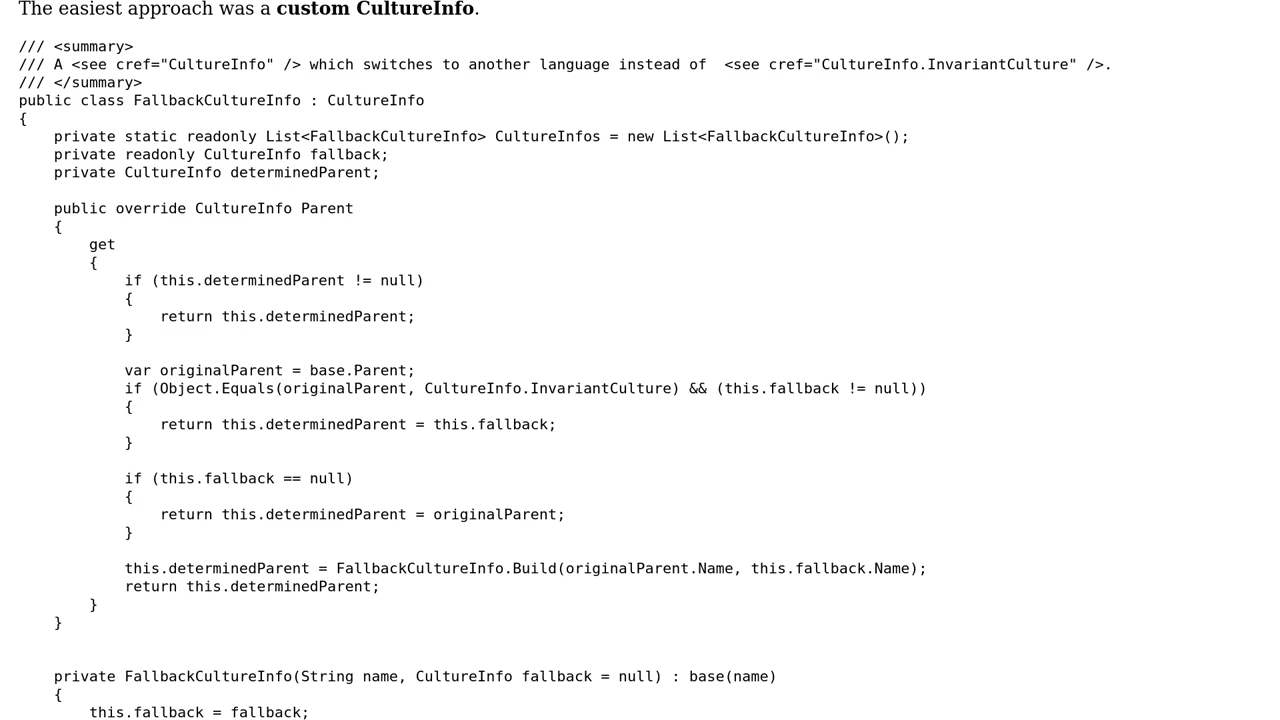 The easiest approach was a custom CultureInfo.
/// <summary>
/// A <see cref="CultureInfo" /> which switches to another language instead of  <see cref="CultureInfo.InvariantCulture" />.
/// </summary>
public class FallbackCultureInfo : CultureInfo
{
    private static readonly List<FallbackCultureInfo> CultureInfos = new List<FallbackCultureInfo>();
    private readonly CultureInfo fallback;
    private CultureInfo determinedParent;

    public override CultureInfo Parent
    {
        get
        {
            if (this.determinedParent != null)
            {
                return this.determinedParent;
            }

            var originalParent = base.Parent;
            if (Object.Equals(originalParent, CultureInfo.InvariantCulture) && (this.fallback != null))
            {
                return this.determinedParent = this.fallback;
            }

            if (this.fallback == null)
            {
                return this.determinedParent = originalParent;
            }

            this.determinedParent = FallbackCultureInfo.Build(originalParent.Name, this.fallback.Name);
            return this.determinedParent;
        }
    }


    private FallbackCultureInfo(String name, CultureInfo fallback = null) : base(name)
    {
        this.fallback = fallback;